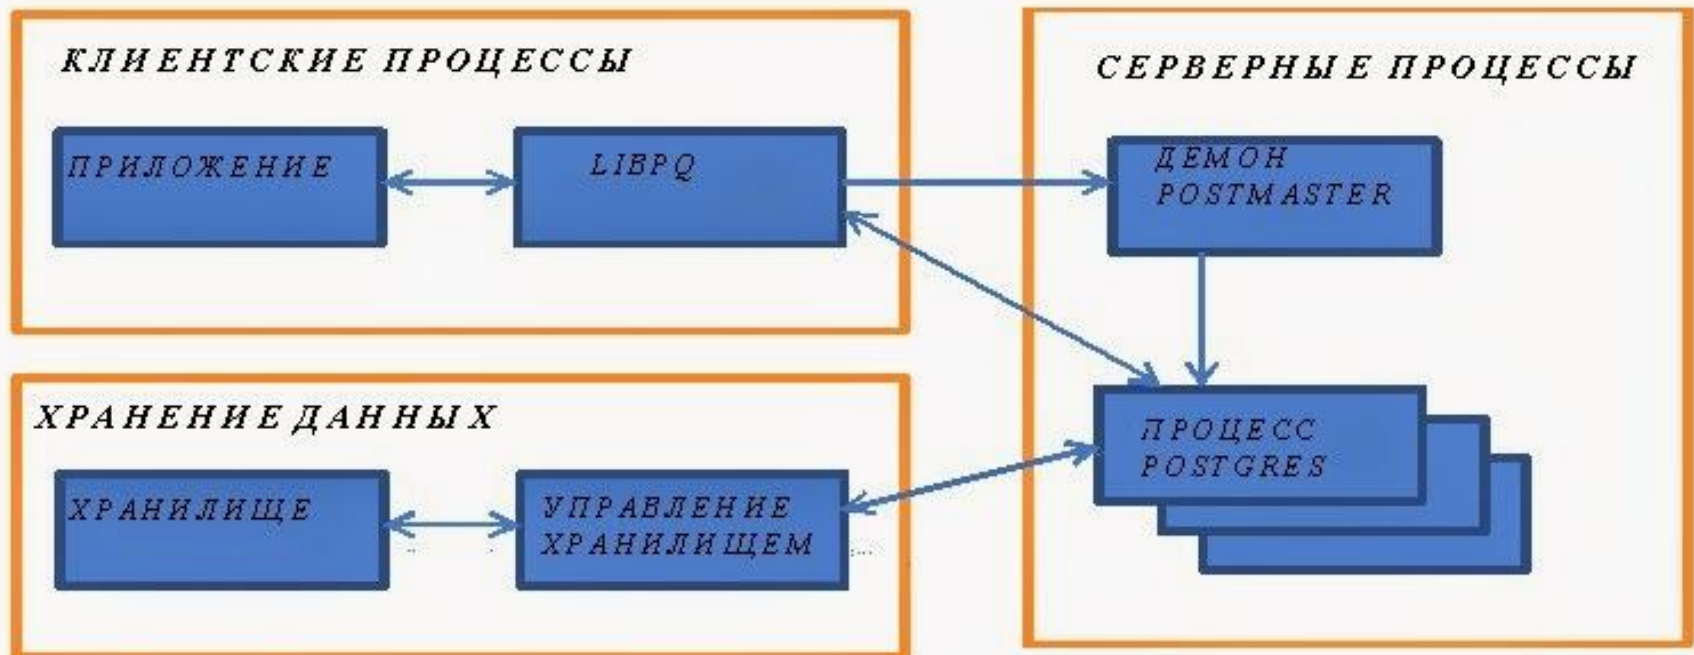 КЛИЕНТСКИЕ ПРОЦЕССЫ
ПРИЛОЖЕНИЕ
LIBPQ
СЕРВЕРНЫЕ ПРОЦЕССЫ
ДЕМОН
POSTMASTER
ПРОЦЕСС
POSTGRES
ХРАНЕНИЕ ДАННЫХ
ХРАНИЛИЩЕ
УПРАВЛЕНИЕ
ХРАНИЛИЩЕМ